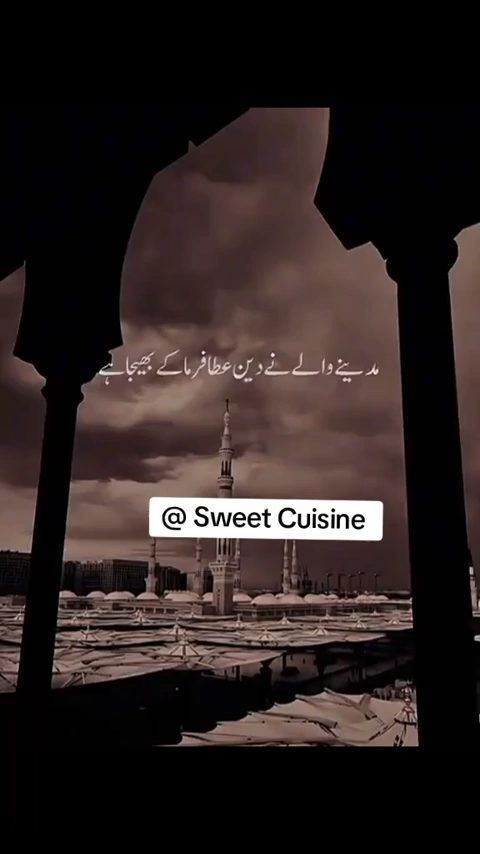 مدینے والے نے دین عطا فرما کے بھیجا ہے
@ Sweet Cuisine